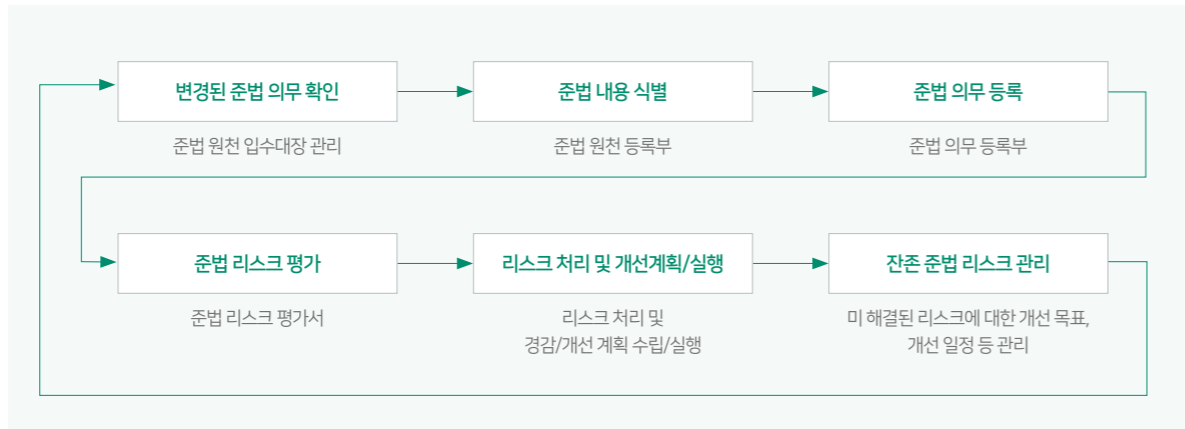 변경된 준법 의무 확인
준법 원천 입수대장 관리
준법 내용 식별
준법 원천 등록부
준법 의무 등록
준법 의무 등록부
준법 리스크 평가
준법 리스크 평가서
리스크 처리 및 개선계획/실행
리스크 처리 및
경감/개선 계획 수립/실행
잔존 준법 리스크 관리
미 해결된 리스크에 대한 개선 목표,
개선 일정 등 관리